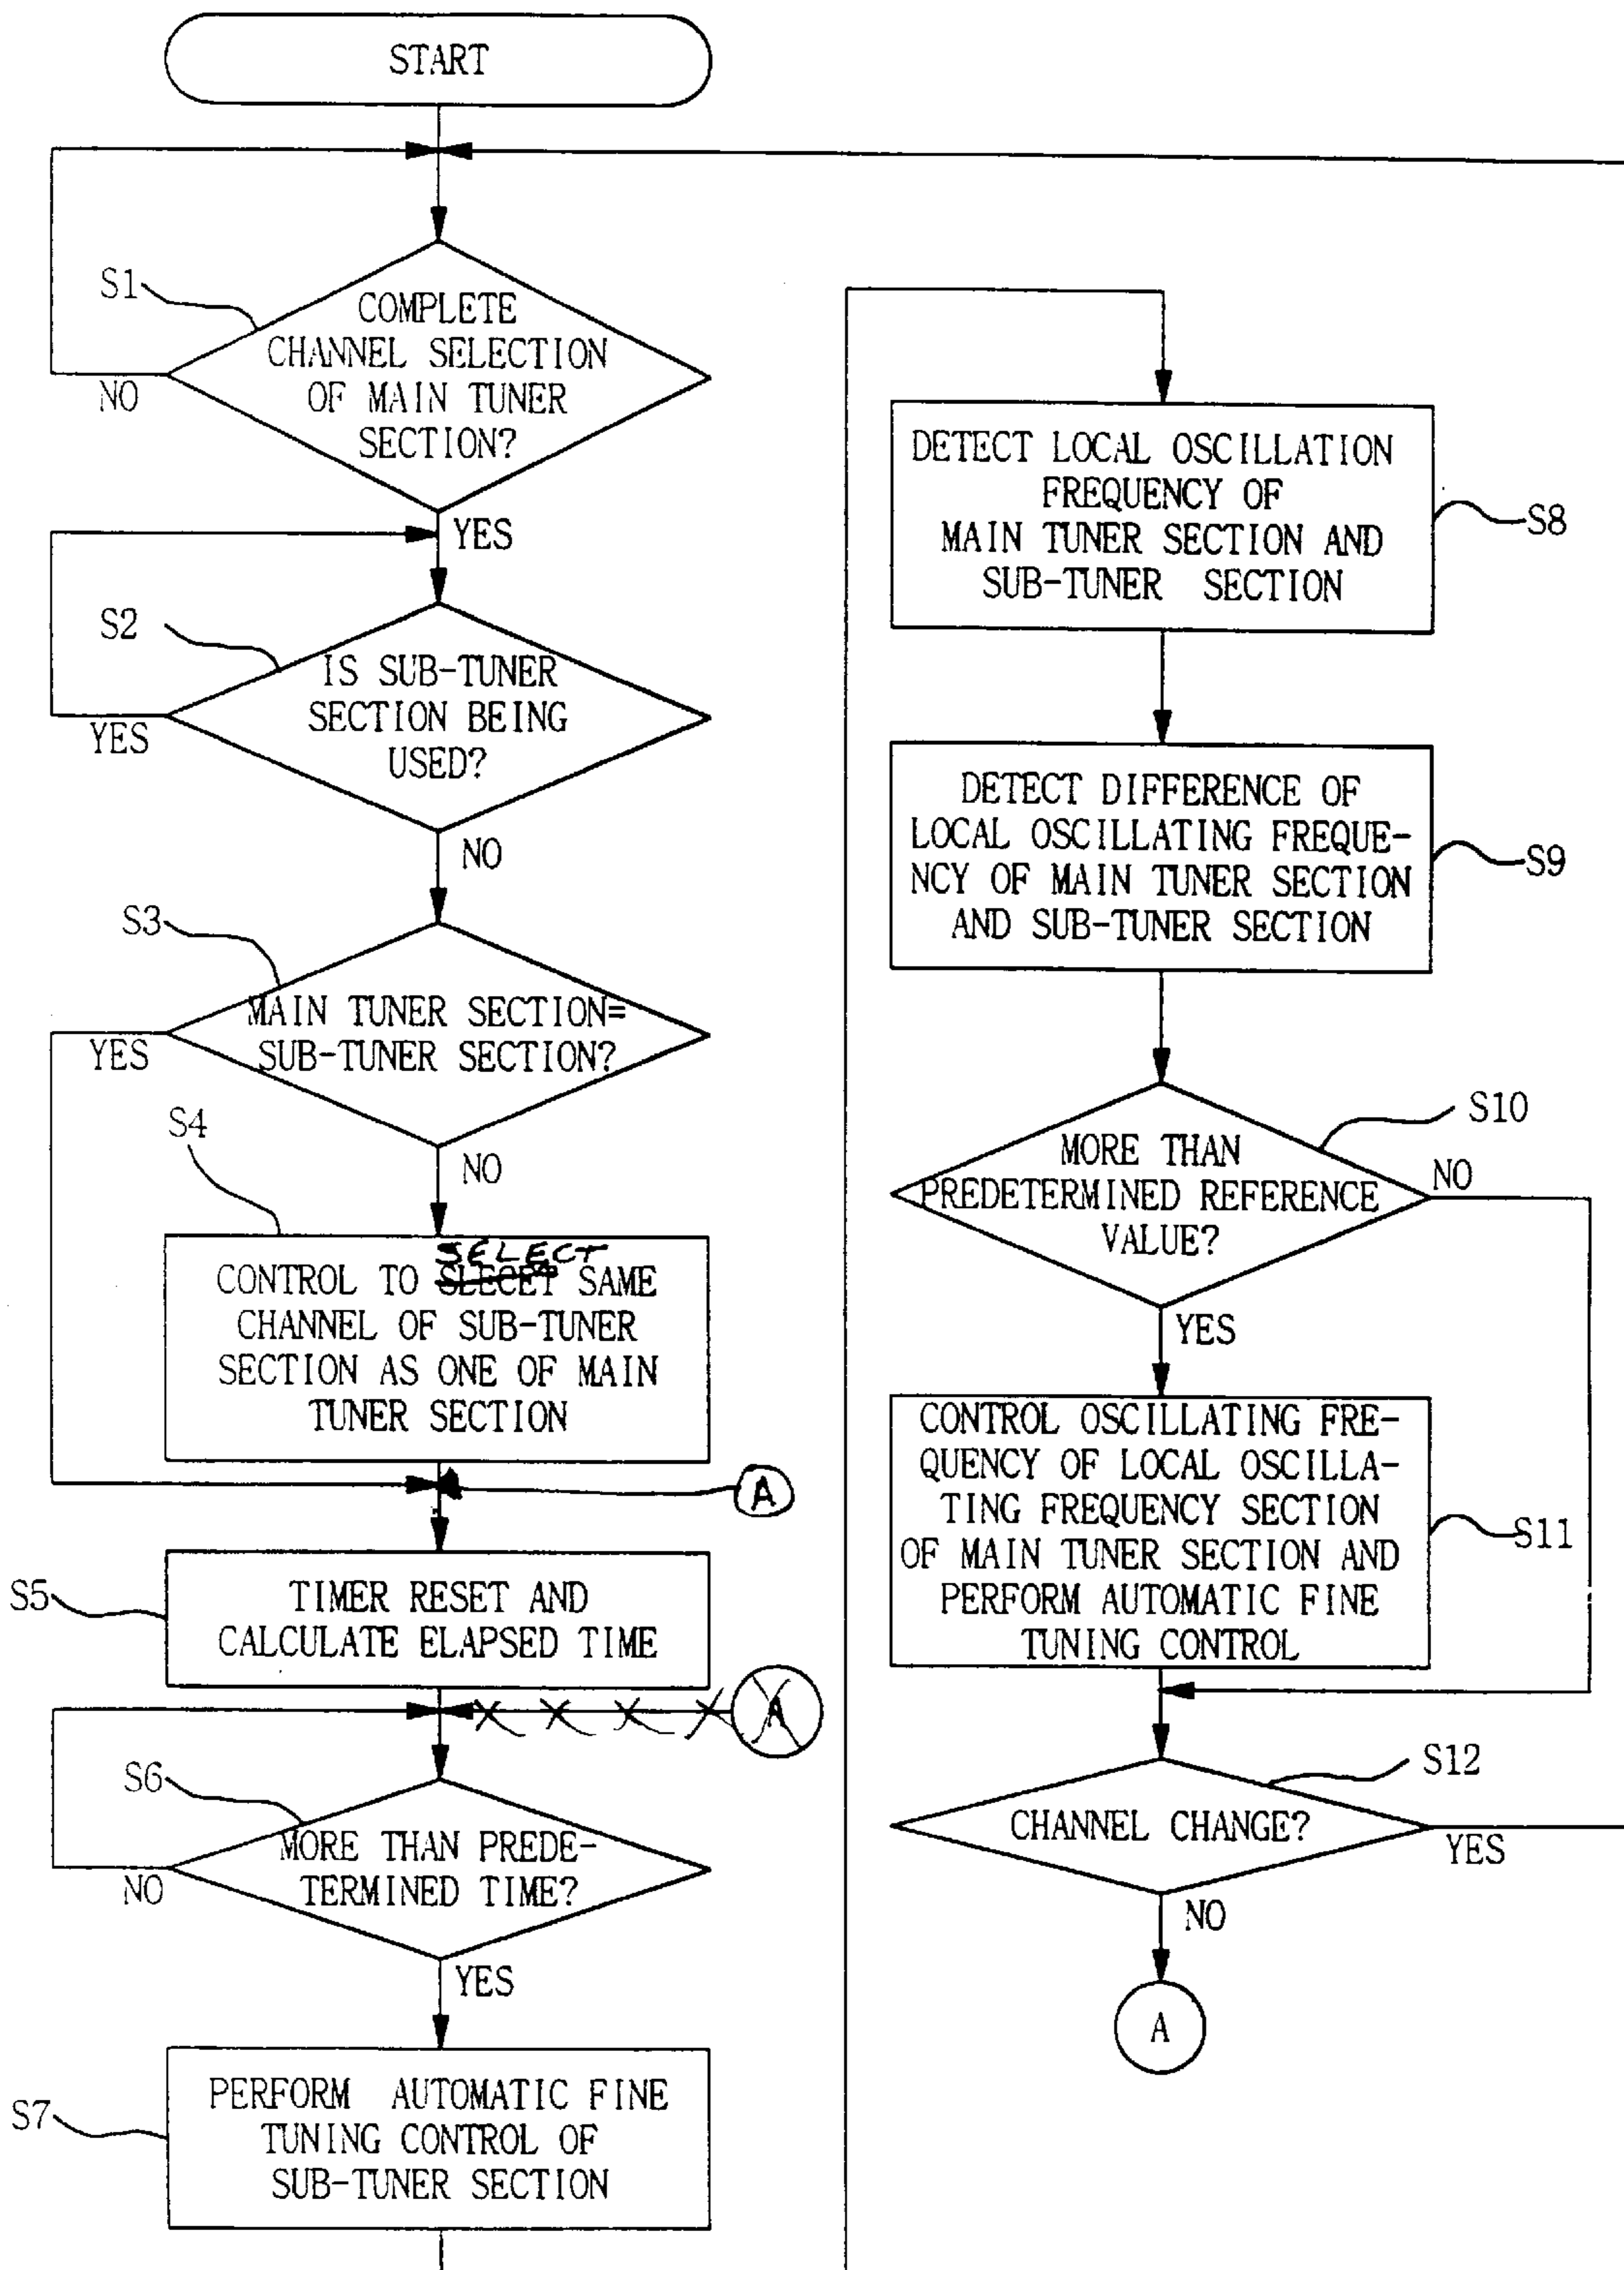 START
S1
COMPLETE
CHANNEL SELECTION
OF MAIN TUNER
SECTION?
NO
YES
S2
IS SUB-TUNER
SECTION BEING
USED?
YES
NO
S3
MAIN TUNER SECTION=
SUB-TUNER SECTION?
YES
NO
S4
SELECT
CONTROL TO SLECET SAME
CHANNEL OF SUB-TUNER
SECTION AS ONE OF MAIN
TUNER SECTION
A
S5
TIMER RESET AND
CALCULATE ELAPSED TIME
A
S6
MORE THAN PREDE-
TERMINED TIME?
NO
YES
S7
PERFORM AUTOMATIC FINE
TUNING CONTROL OF
SUB-TUNER SECTION
DETECT LOCAL OSCILLATION
FREQUENCY OF
MAIN TUNER SECTION AND
SUB-TUNER SECTION
S8
DETECT DIFFERENCE OF
LOCAL OSCILLATING FREQUE-
NCY OF MAIN TUNER SECTION
AND SUB-TUNER SECTION
S9
S10
MORE THAN
PREDETERMINED REFERENCE
VALUE?
NO
YES
CONTROL OSCILLATING FRE-
QUENCY OF LOCAL OSCILLA-
TING FREQUENCY SECTION
OF MAIN TUNER SECTION AND
PERFORM AUTOMATIC FINE
TUNING CONTROL
S11
S12
CHANNEL CHANGE?
YES
NO
A